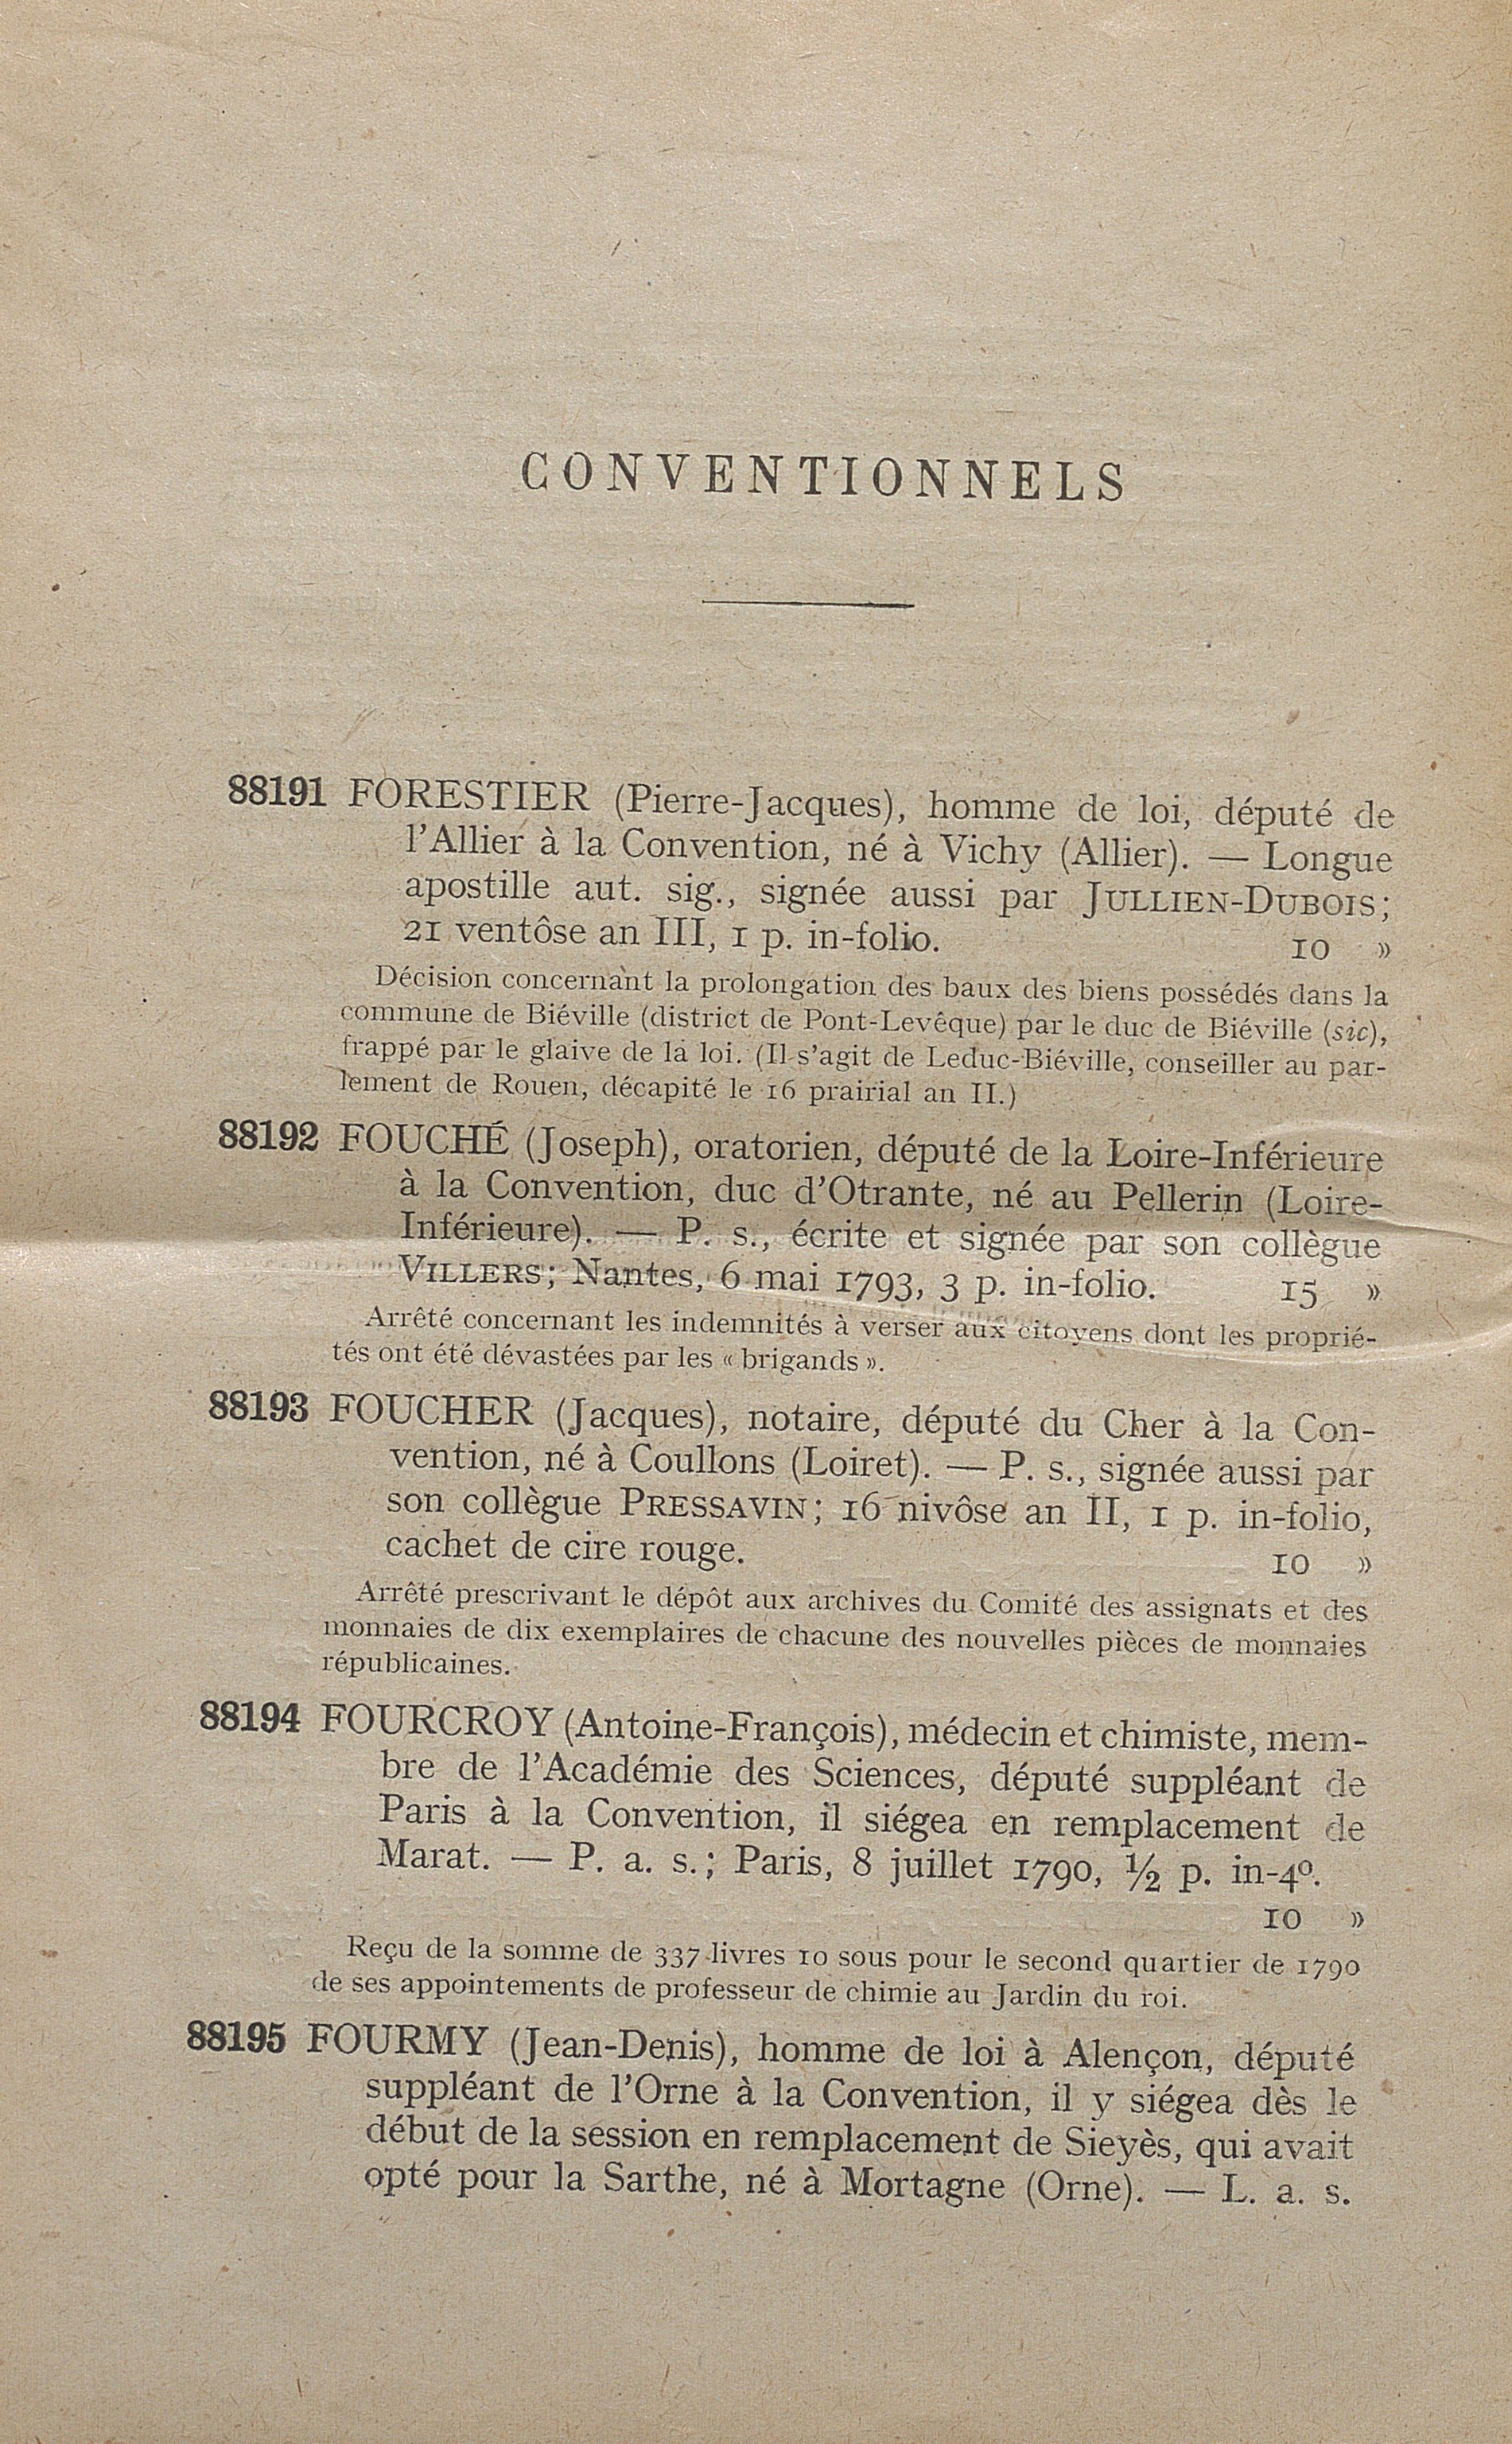 CONVENTIONNELS
88191 FORESTIER (Pierre-Jacques), homme de loi, député de
l'Allier à la Convention, né à Vichy (Allier). — Longue
apostille aut. sig., signée aussi par JULLIEN-DUBOIS;
21 ventôse an III, 1 p. in-folio. 10 »
Décision concernant la prolongation des baux des biens possédés dans la
commune de Biéville (district de Pont-Levêque) par le duc de Biéville (sic),
frappé par le glaive de la loi. (Il s'agit de Leduc-Biéville, conseiller au par-
lement de Rouen, décapité le 16 prairial an II.)
88192 FOUCHÉ (Joseph), oratorien, député de la Loire-Inférieure
à la Convention, duc d'Otrante, né au Pellerin (Loire-
Inférieure). — P. s., écrite et signée par son collègue
VILLERS; Nantes, 6 mai 1793, 3 p. in-folio. 15 »
Arrêté concernant les indemnités à verser aux citoyens dont les proprié-
tés ont été dévastées par les « brigands ».
88193 FOUCHER (Jacques), notaire, député du Cher à la Con-
vention, né à Coullons (Loiret). — P. s., signée aussi par
son collègue PRESSAVIN; 16 nivôse an II, 1 p. in-folio,
cachet de cire rouge. 10 »
Arrêté prescrivant le dépôt aux archives du Comité des assignats et des
monnaies de dix exemplaires de chacune des nouvelles pièces de monnaies
républicaines.
88194 FOURCROY (Antoine-François), médecin et chimiste, mem-
bre de l'Académie des Sciences, député suppléant de
Paris à la Convention, il siégea en remplacement de
Marat. — P. a. s.; Paris, 8 juillet 1790, ½ p. in-4º.
10 »
Reçu de la somme de 337 livres 10 sous pour le second quartier de 1790
de ses appointements de professeur de chimie au Jardin du roi.
88195 FOURMY (Jean-Denis), homme de loi à Alençon, député
suppléant de l'Orne à la Convention, il y siégea dès le
début de la session en remplacement de Sieyès, qui avait
opté pour la Sarthe, né à Mortagne (Orne). — L. a. s.